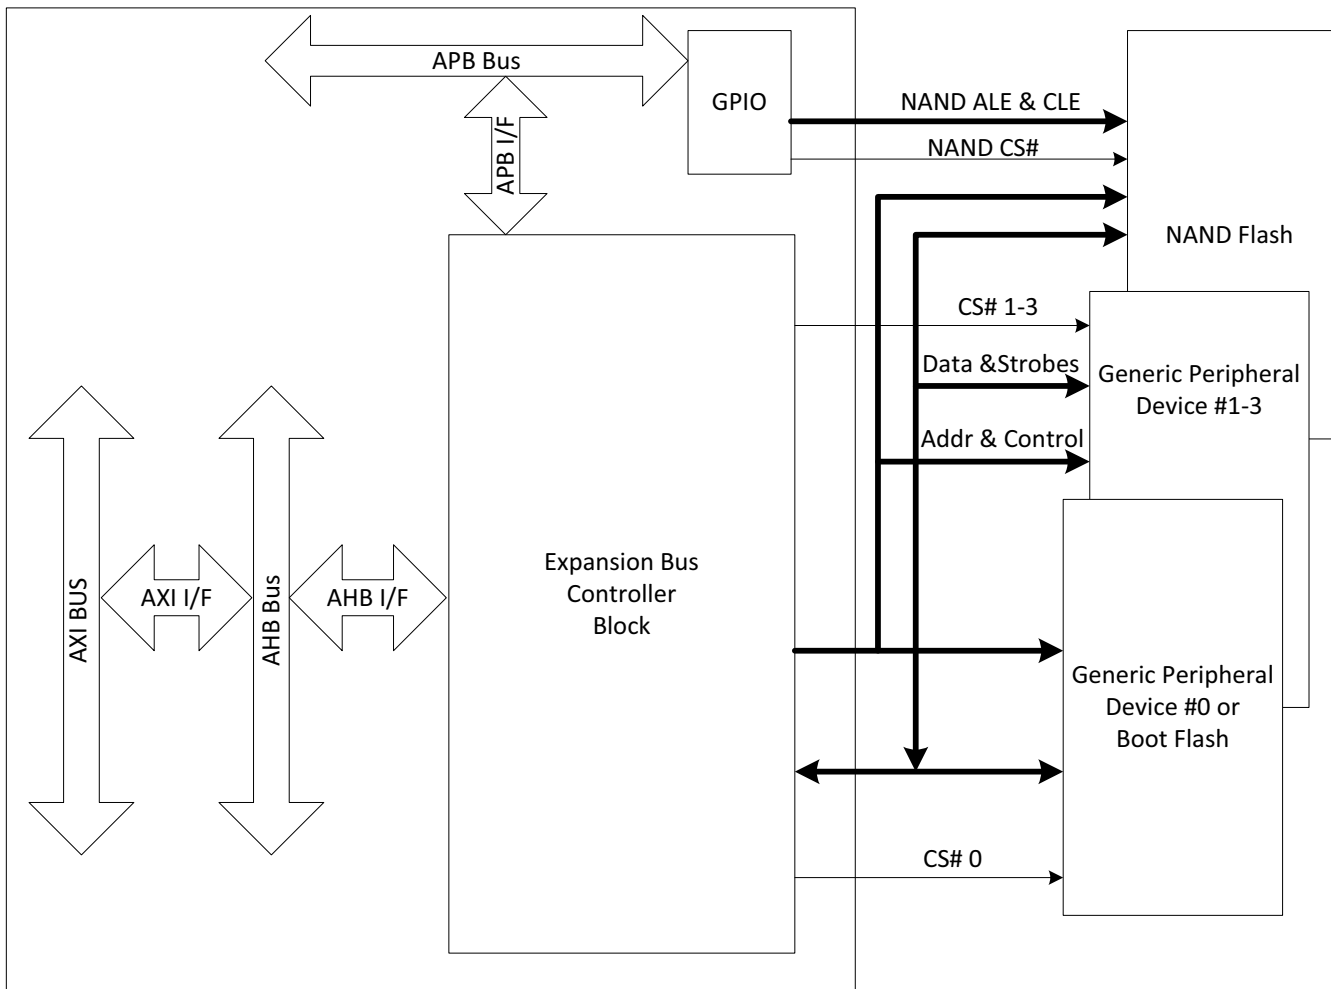 APB Bus
GPIO
NAND ALE & CLE
NAND CS#
APB I/F
NAND Flash
CS# 1-3
Data &Strobes
Generic Peripheral
Device #1-3
Addr & Control
AXI BUS
AXI I/F
AHB Bus
AHB I/F
Expansion Bus
Controller
Block
Generic Peripheral
Device #0 or
Boot Flash
CS# 0